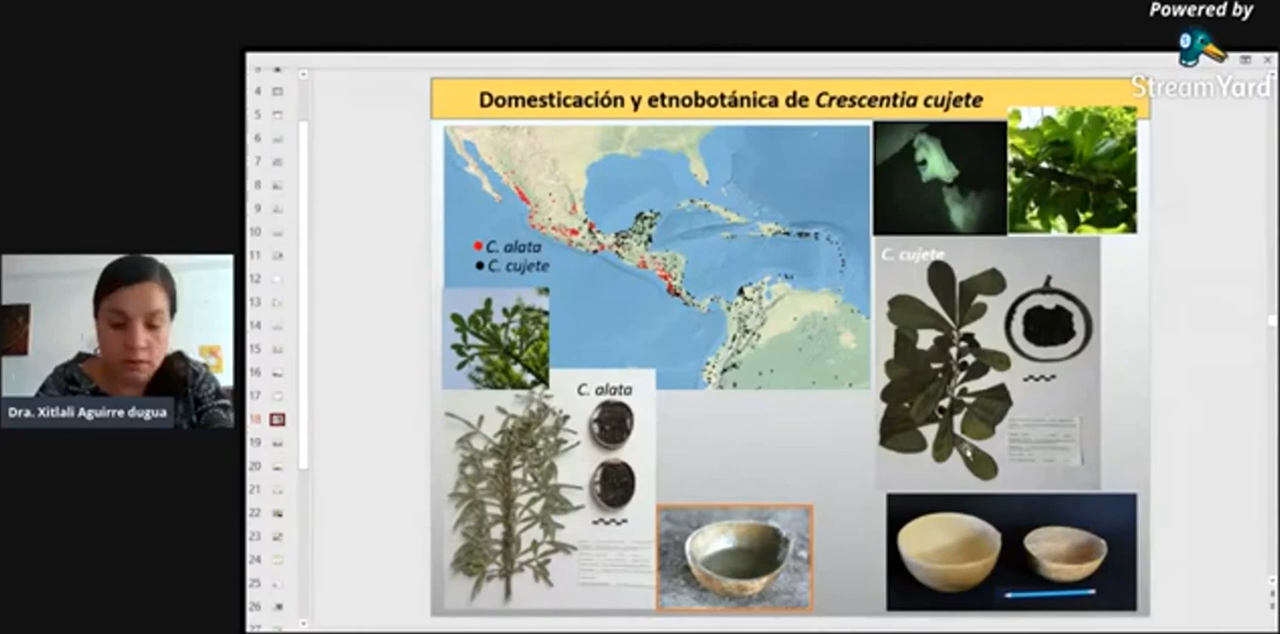 Powered by
StreamYard
Domesticación y etnobotánica de Crescentia cujete
C. alata
C. cujete
C. cujete
C. alata
Dra. Xitlali Aguirre dugua
4
5
6
7
8
9
10
11
12
13
14
15
16
17
18
19
20
21
22
23
24
25
26